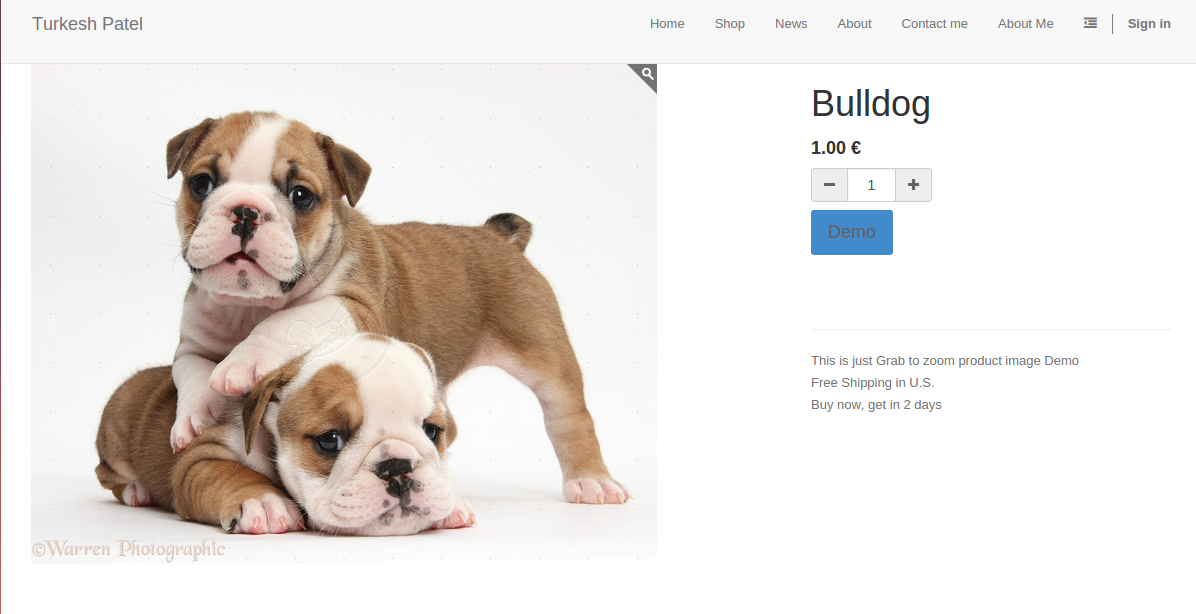 Turkesh Patel
Home Shop News About Contact me About Me Sign in
Bulldog
1.00 €
1
Demo
This is just Grab to zoom product image Demo
Free Shipping in U.S.
Buy now, get in 2 days
©Warren Photographic